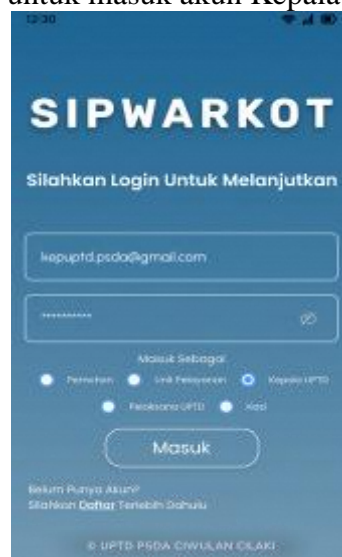 untuk masuk akun Kepala
12:30
SIPWARKOT
Silahkan Login Untuk Melanjutkan
kepuptd.psda@gmail.com
**********
Masuk Sebagai
Pemohon Unit Pelayanan Kepala UPTD
Pelaksana UPTD Kasi
Masuk
Belum Punya Akun?
Silahkan Daftar Terlebih Dahulu
© UPTD PSDA CIWULAN CILAKI